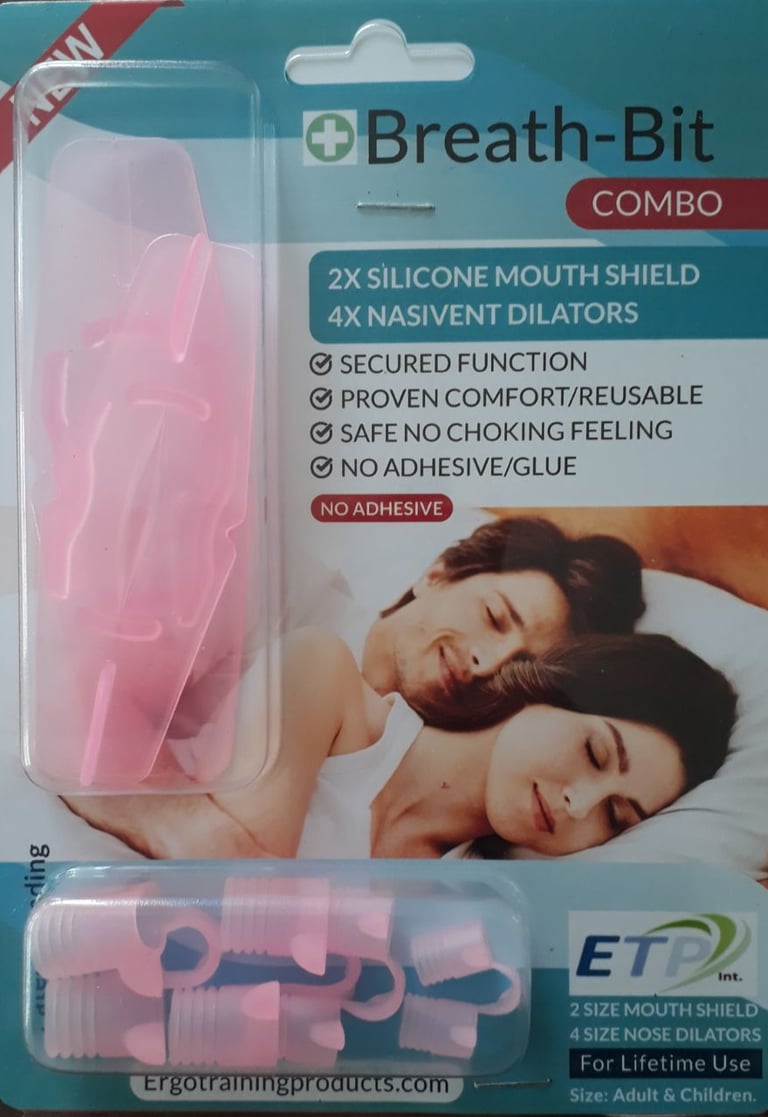 NEW
Breath-Bit
COMBO
2X SILICONE MOUTH SHIELD
4X NASIVENT DILATORS
SECURED FUNCTION
PROVEN COMFORT/REUSABLE
SAFE NO CHOKING FEELING
NO ADHESIVE/GLUE
NO ADHESIVE
ETP
Int.
2 SIZE MOUTH SHIELD
4 SIZE NOSE DILATORS
For Lifetime Use
Size: Adult & Children.
Ergotrainingproducts.com